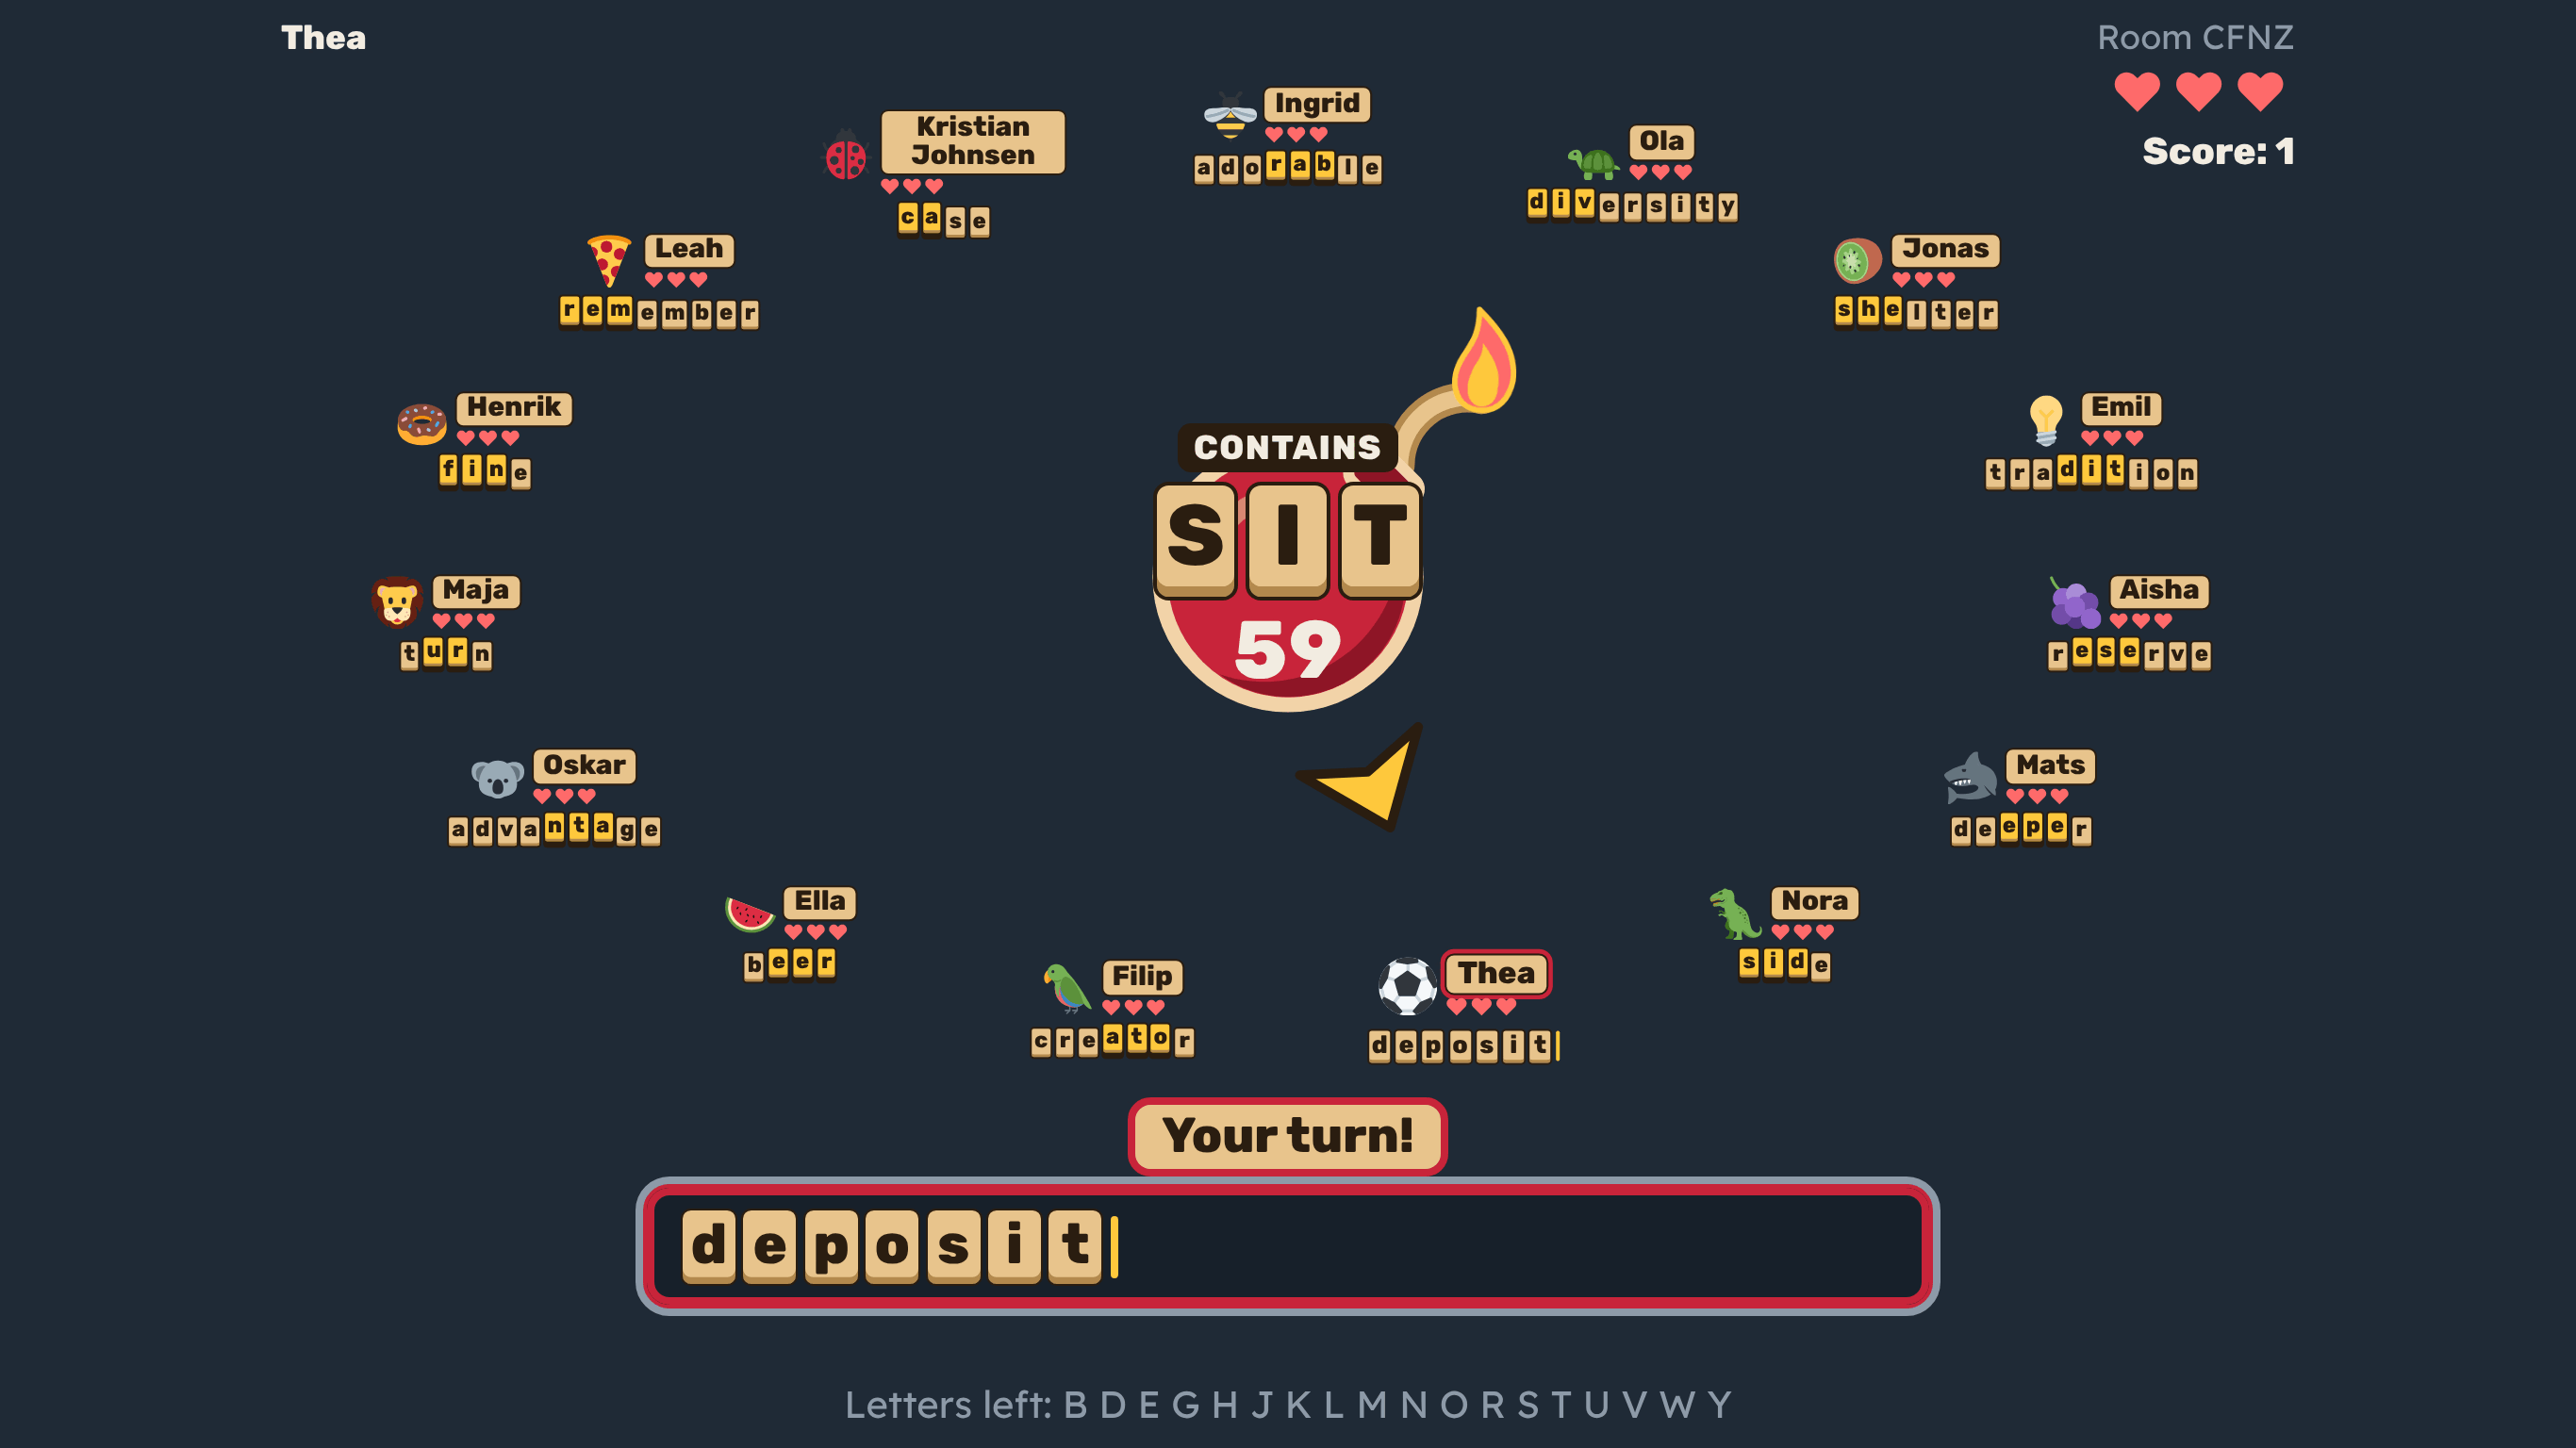 Thea
Room CFNZ
Score: 1
Ingrid
adorable
Kristian
Johnsen
case
Ola
diversity
Leah
remember
Jonas
shelter
Henrik
fine
Emil
tradition
CONTAINS
SIT
59
Maja
turn
Aisha
reserve
Oskar
advantage
Mats
deeper
Ella
beer
Nora
side
Filip
creator
Thea
deposit
Your turn!
deposit
Letters left: B D E G H J K L M N O R S T U V W Y